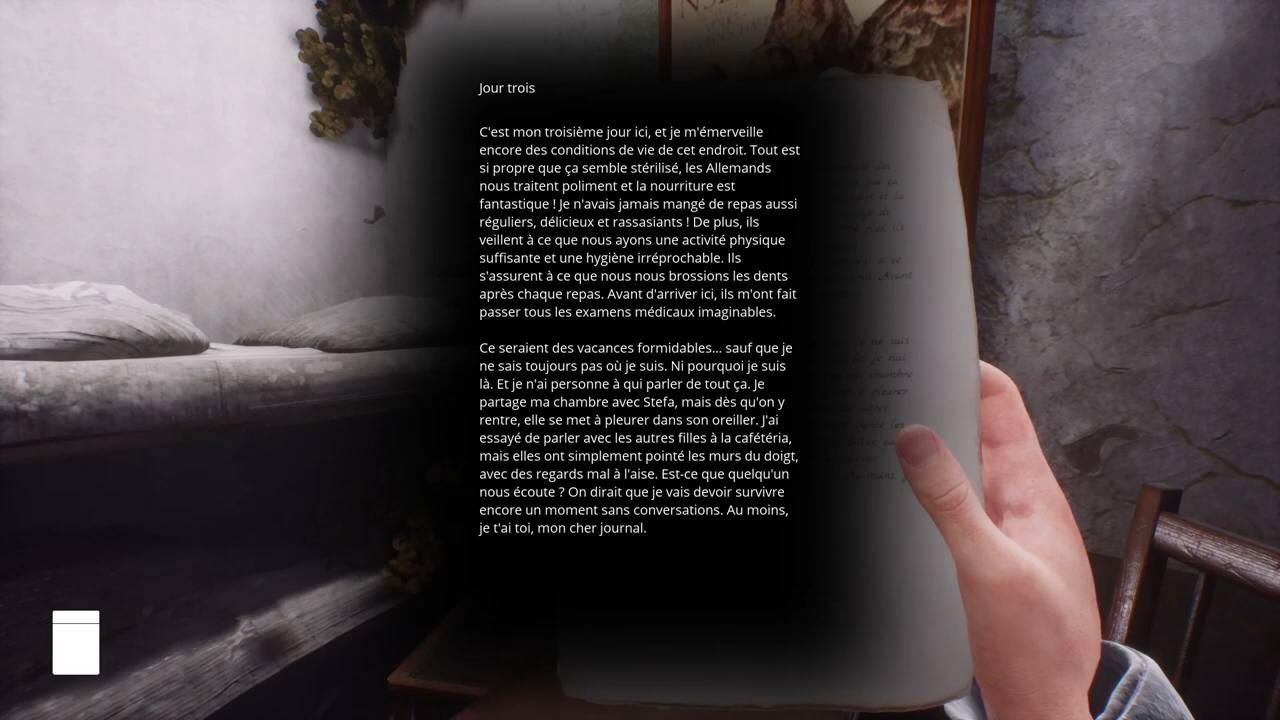 Jour trois
C'est mon troisième jour ici, et je m'émerveille
encore des conditions de vie de cet endroit. Tout est
si propre que ça semble stérilisé, les Allemands
nous traitent poliment et la nourriture est
fantastique ! Je n'avais jamais mangé de repas aussi
réguliers, délicieux et rassasiants ! De plus, ils
veillent à ce que nous ayons une activité physique
suffisante et une hygiène irréprochable. Ils
s'assurent à ce que nous nous brossions les dents
après chaque repas. Avant d'arriver ici, ils m'ont fait
passer tous les examens médicaux imaginables.
Ce seraient des vacances formidables... sauf que je
ne sais toujours pas où je suis. Ni pourquoi je suis
là. Et je n'ai personne à qui parler de tout ça. Je
partage ma chambre avec Stefa, mais dès qu'on y
rentre, elle se met à pleurer dans son oreiller. J'ai
essayé de parler avec les autres filles à la cafétéria,
mais elles ont simplement pointé les murs du doigt,
avec des regards mal à l'aise. Est-ce que quelqu'un
nous écoute ? On dirait que je vais devoir survivre
encore un moment sans conversations. Au moins,
je t'ai toi, mon cher journal.